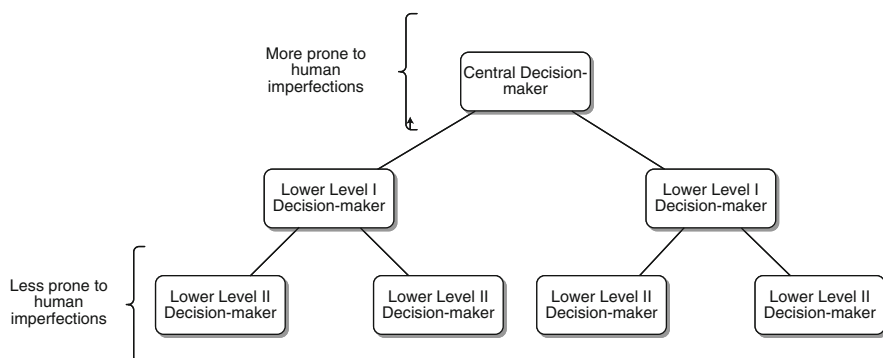 More prone to
human
imperfections
Central Decision-
maker
Lower Level I
Decision-maker
Lower Level I
Decision-maker
Less prone to
human
imperfections
Lower Level II
Decision-maker
Lower Level II
Decision-maker
Lower Level II
Decision-maker
Lower Level II
Decision-maker